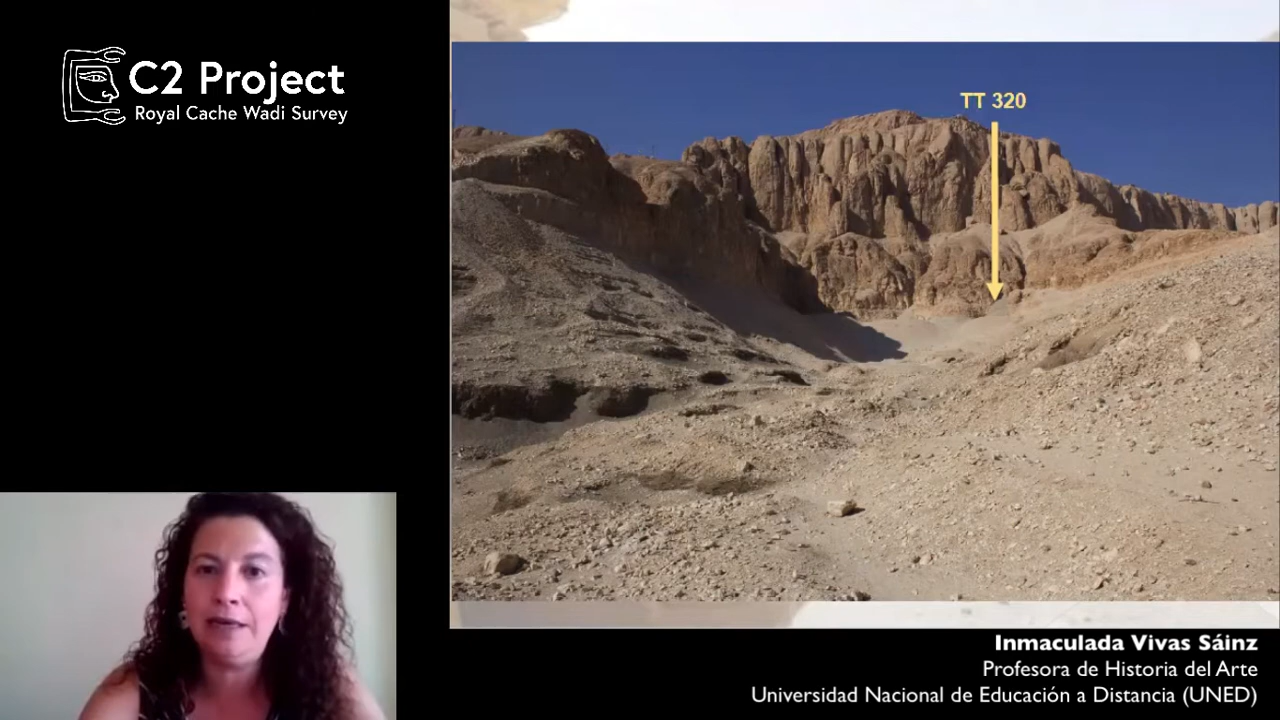 C2 Project
Royal Cache Wadi Survey
TT 320
Inmaculada Vivas Sáinz
Profesora de Historia del Arte
Universidad Nacional de Educación a Distancia (UNED)